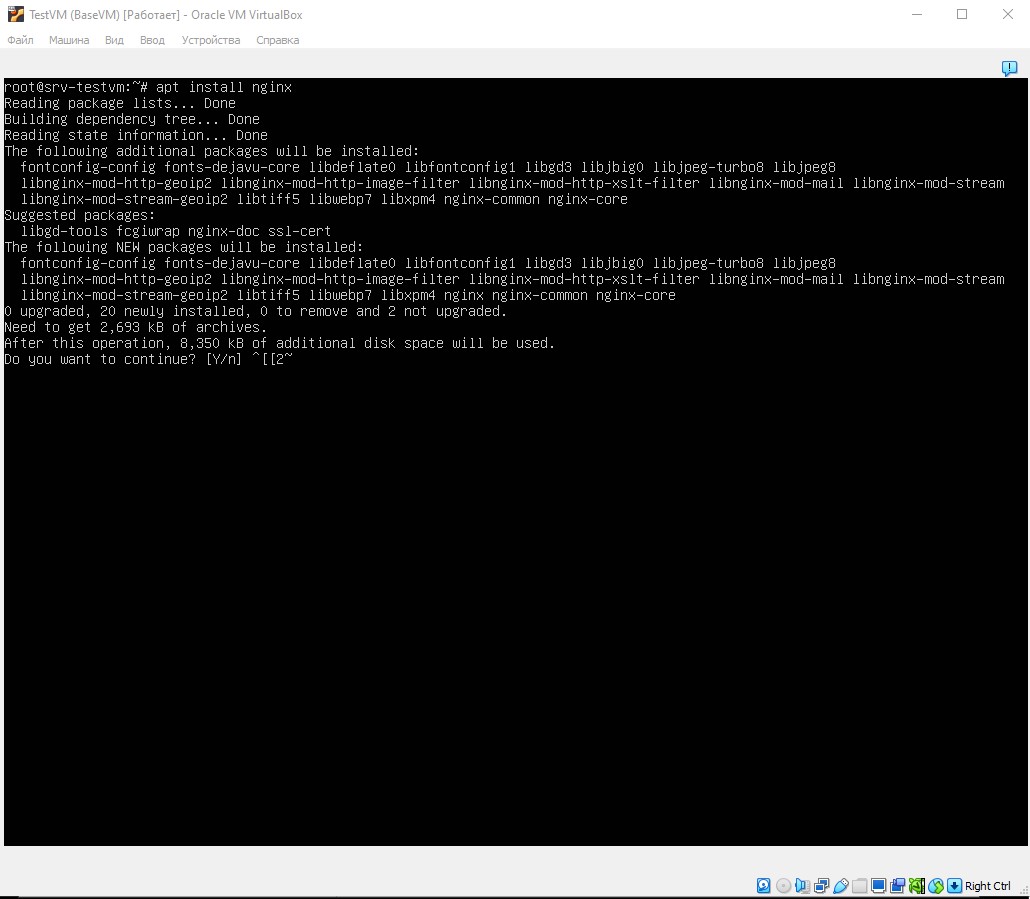 TestVM (BaseVM) [Работает] - Oracle VM VirtualBox
Файл Машина Вид Ввод Устройства Справка
root@srv-testvm:~# apt install nginx
Reading package lists... Done
Building dependency tree... Done
Reading state information... Done
The following additional packages will be installed:
  fontconfig-config fonts-dejavu-core libdeflate0 libfontconfig1 libgd3 libjbig0 libjpeg-turbo8 libjpeg8
  libnginx-mod-http-geoip2 libnginx-mod-http-image-filter libnginx-mod-http-xslt-filter libnginx-mod-mail libnginx-mod-stream
  libnginx-mod-stream-geoip2 libtiff5 libwebp7 libxpm4 nginx-common nginx-core
Suggested packages:
  libgd-tools fcgiwrap nginx-doc ssl-cert
The following NEW packages will be installed:
  fontconfig-config fonts-dejavu-core libdeflate0 libfontconfig1 libgd3 libjbig0 libjpeg-turbo8 libjpeg8
  libnginx-mod-http-geoip2 libnginx-mod-http-image-filter libnginx-mod-http-xslt-filter libnginx-mod-mail libnginx-mod-stream
  libnginx-mod-stream-geoip2 libtiff5 libwebp7 libxpm4 nginx nginx-common nginx-core
0 upgraded, 20 newly installed, 0 to remove and 2 not upgraded.
Need to get 2,693 kB of archives.
After this operation, 8,350 kB of additional disk space will be used.
Do you want to continue? [Y/n] ^[[2~
Right Ctrl